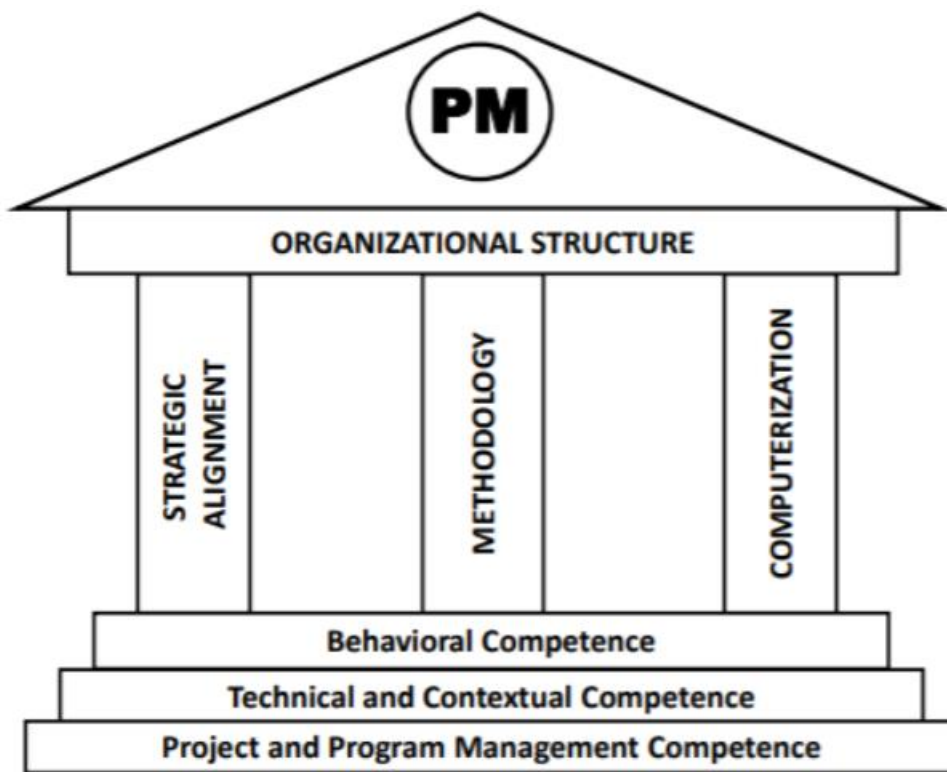 PM
ORGANIZATIONAL STRUCTURE
STRATEGIC
ALIGNMENT
METHODOLOGY
COMPUTERIZATION
Behavioral Competence
Technical and Contextual Competence
Project and Program Management Competence